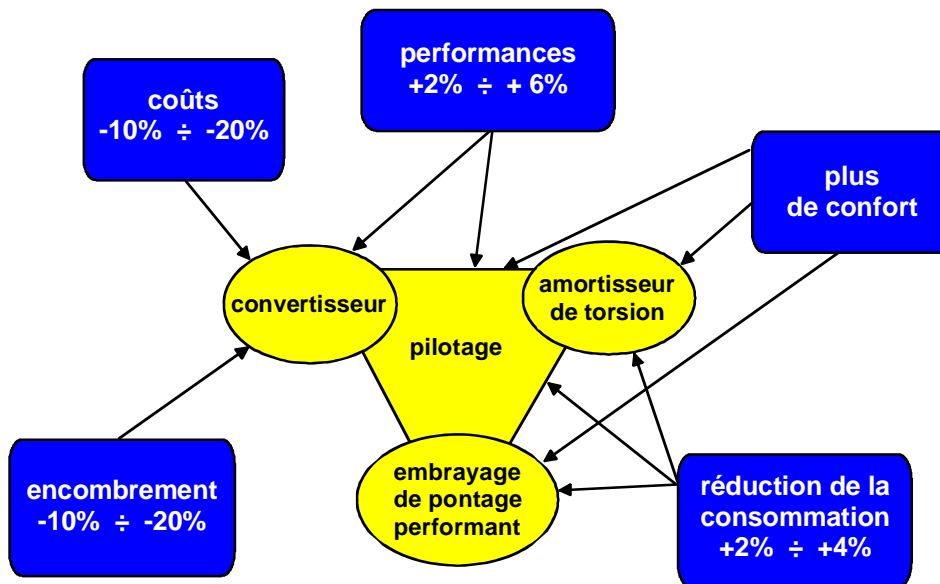 performances
+2% ÷ + 6%
coûts
-10% ÷ -20%
plus
de confort
convertisseur
amortisseur
de torsion
pilotage
encombrement
-10% ÷ -20%
embrayage
de pontage
performant
réduction de la
consommation
+2% ÷ +4%